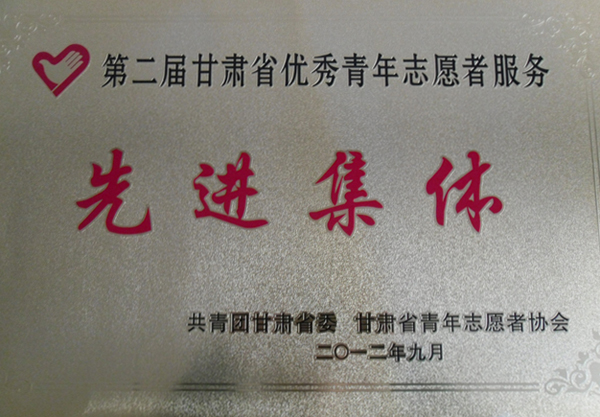 第二届甘肃省优秀青年志愿者服务
先进集体
共青团甘肃省委 甘肃省青年志愿者协会
二〇一二年九月